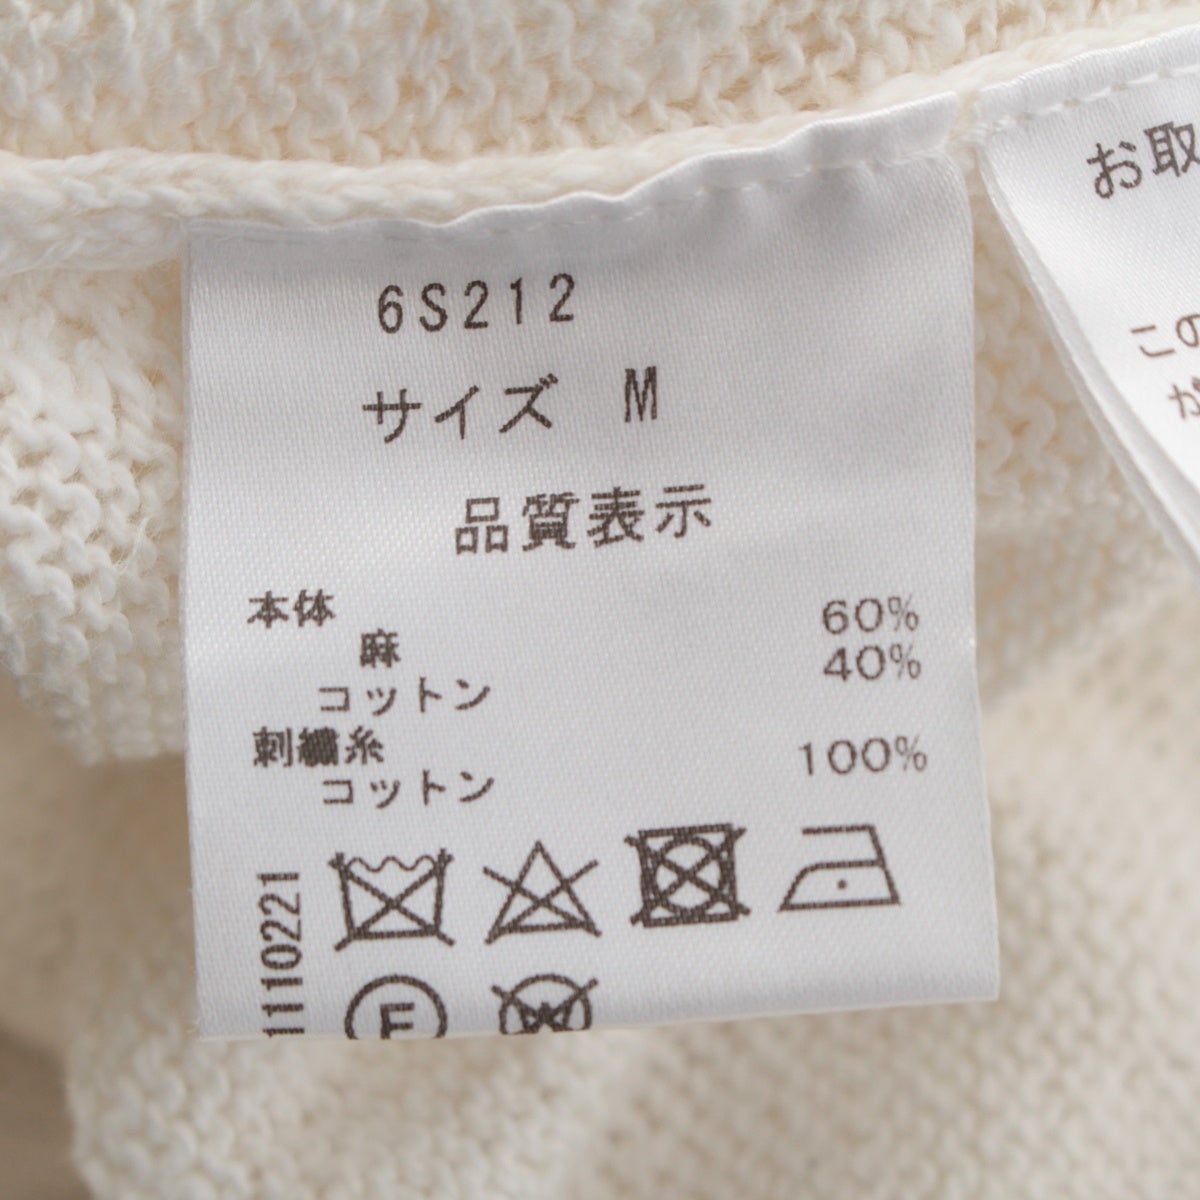 6S212
サイズ M
品質表示
本体
麻 60%
コットン 40%
刺繍糸
コットン 100%
1110221
F
W
お取
この
が